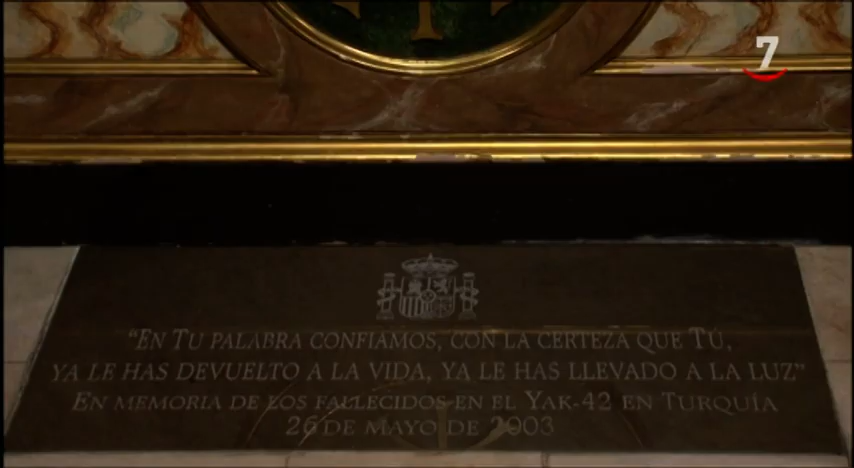 7
“EN TU PALABRA CONFIAMOS, CON LA CERTEZA QUE TÚ,
YA LE HAS DEVUELTO A LA VIDA, YA LE HAS LLEVADO A LA LUZ”
EN MEMORIA DE LOS FALLECIDOS EN EL YAK-42 EN TURQUÍA
26 DE MAYO DE 2003